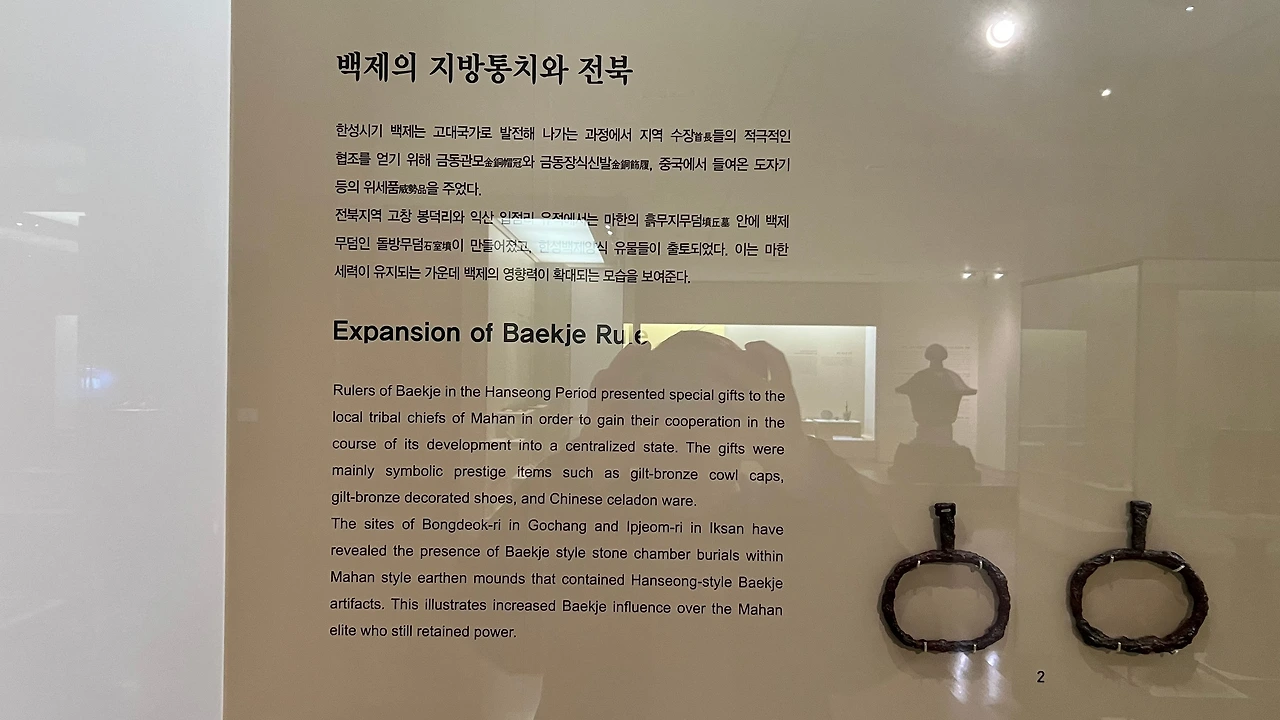 백제의 지방통치와 전북
한성시기 백제는 고대국가로 발전해 나가는 과정에서 지역 수장首長들의 적극적인
협조를 얻기 위해 금동관모金銅帽冠와 금동장식신발金銅飾履, 중국에서 들여온 도자기
등의 위세품威勢品을 주었다.
전북지역 고창 봉덕리와 익산 입점리 유적에서는 마한의 흙무지무덤墳丘墓 안에 백제
무덤인 돌방무덤石室墳이 만들어졌고, 한성백제양식 유물들이 출토되었다. 이는 마한
세력이 유지되는 가운데 백제의 영향력이 확대되는 모습을 보여준다.
Expansion of Baekje Rule
Rulers of Baekje in the Hanseong Period presented special gifts to the
local tribal chiefs of Mahan in order to gain their cooperation in the
course of its development into a centralized state. The gifts were
mainly symbolic prestige items such as gilt-bronze cowl caps,
gilt-bronze decorated shoes, and Chinese celadon ware.
The sites of Bongdeok-ri in Gochang and Ipjeom-ri in Iksan have
revealed the presence of Baekje style stone chamber burials within
Mahan style earthen mounds that contained Hanseong-style Baekje
artifacts. This illustrates increased Baekje influence over the Mahan
elite who still retained power.
2